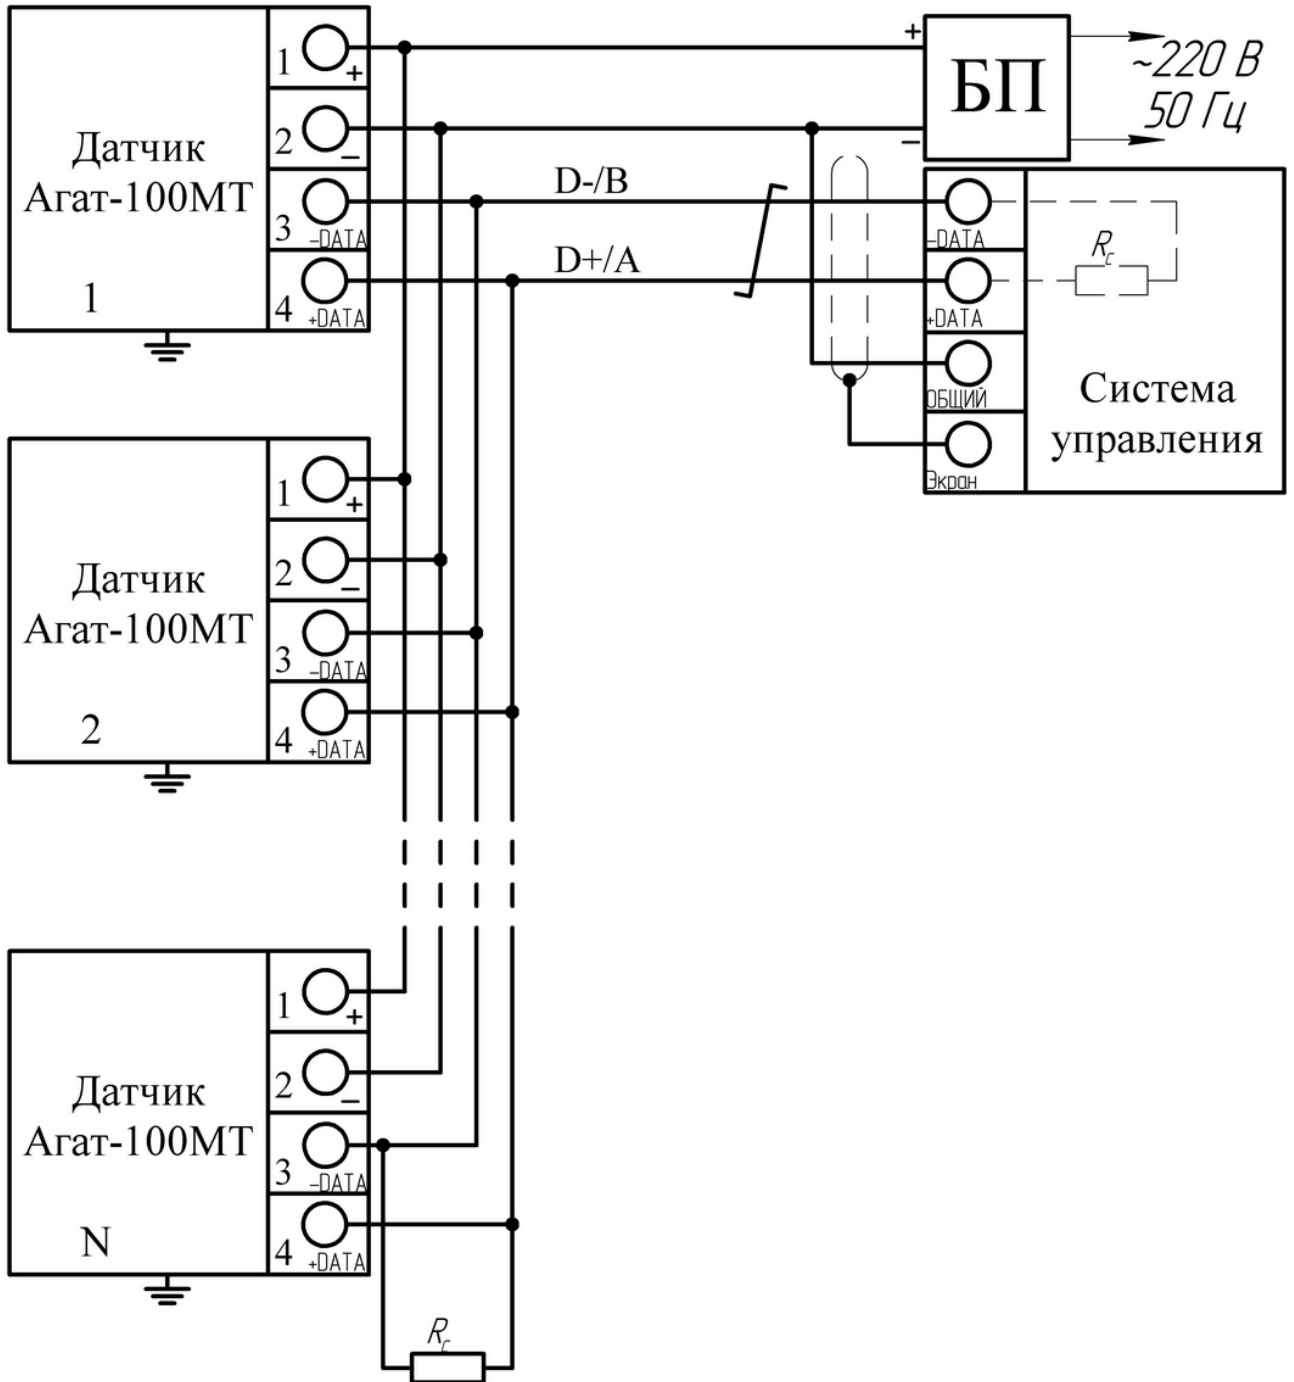 Датчик
Агат-100МТ
1
1 +
2 –
3 –DATA
4 +DATA
D-/B
D+/A
+
–
БП
~220 В
50 Гц
–DATA
+DATA
ОБЩИЙ
Экран
Rc
Система
управления
Датчик
Агат-100МТ
2
1 +
2 –
3 –DATA
4 +DATA
Датчик
Агат-100МТ
N
1 +
2 –
3 –DATA
4 +DATA
Rc